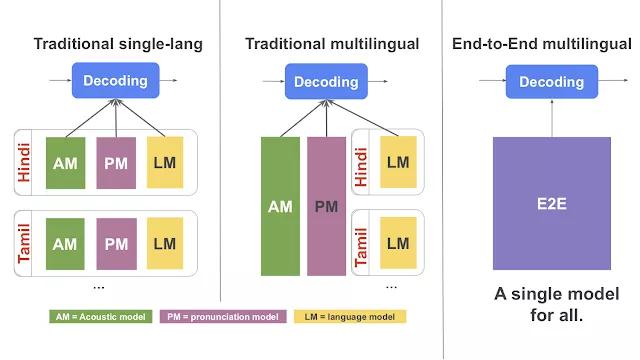 Traditional single-lang
Decoding
Hindi
AM
PM
LM
Tamil
AM
PM
LM
...
Traditional multilingual
Decoding
AM
PM
Hindi
LM
Tamil
LM
...
End-to-End multilingual
Decoding
E2E
A single model
for all.
AM = Acoustic model
PM = pronunciation model
LM = language model